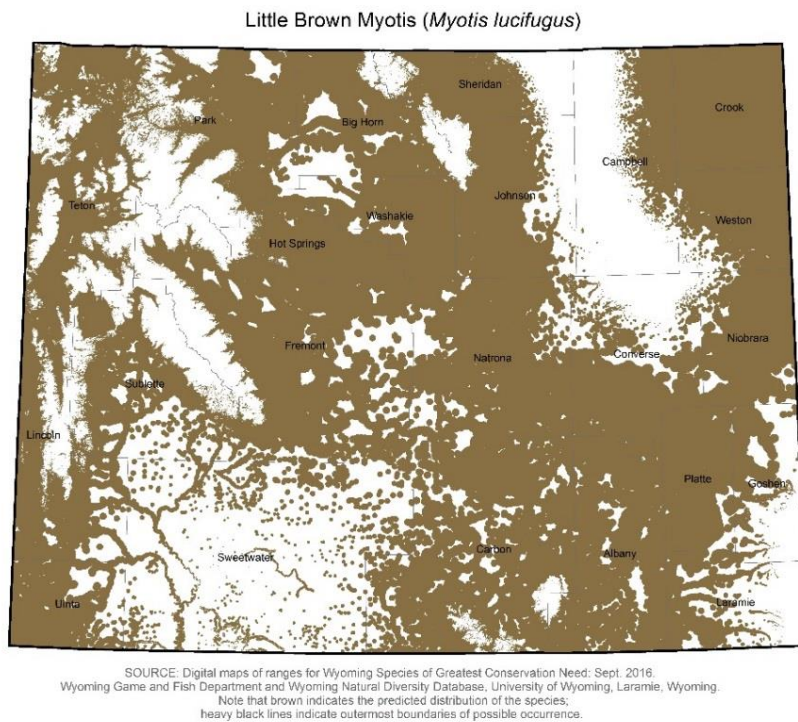 Little Brown Myotis (Myotis lucifugus)
Sheridan
Crook
Park
Big Horn
Campbell
Teton
Johnson
Washakie
Weston
Hot Springs
Fremont
Natrona
Converse
Niobrara
Sublette
Lincoln
Platte
Goshen
Sweetwater
Carbon
Albany
Uinta
Laramie
SOURCE: Digital maps of ranges for Wyoming Species of Greatest Conservation Need: Sept. 2016.
Wyoming Game and Fish Department and Wyoming Natural Diversity Database, University of Wyoming, Laramie, Wyoming.
Note that brown indicates the predicted distribution of the species;
heavy black lines indicate outermost boundaries of possible occurrence.